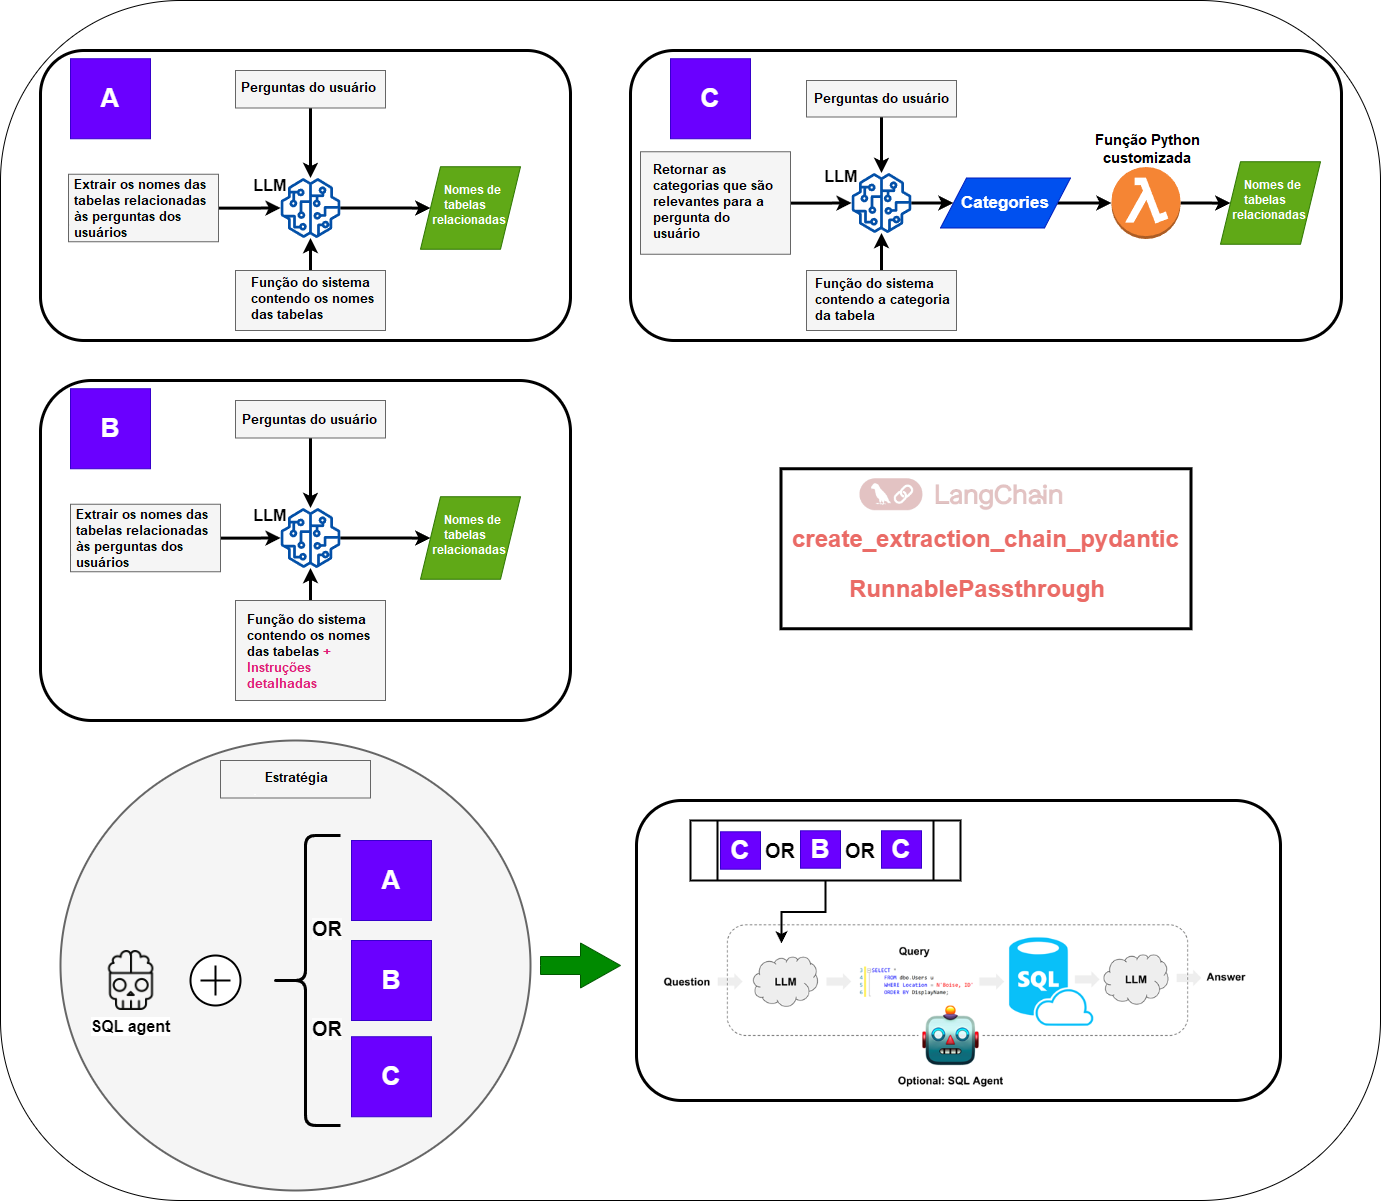 A
Perguntas do usuário
Extrair os nomes das
tabelas relacionadas
às perguntas dos
usuários
LLM
Nomes de
tabelas
relacionadas
Função do sistema
contendo os nomes
das tabelas
C
Perguntas do usuário
Retornar as
categorias que são
relevantes para a
pergunta do
usuário
LLM
Categories
Função Python
customizada
Nomes de
tabelas
relacionadas
Função do sistema
contendo a categoria
da tabela
B
Perguntas do usuário
Extrair os nomes das
tabelas relacionadas
às perguntas dos
usuários
LLM
Nomes de
tabelas
relacionadas
Função do sistema
contendo os nomes
das tabelas +
Instruções
detalhadas
LangChain
create_extraction_chain_pydantic
RunnablePassthrough
Estratégia
SQL agent
A
OR
B
OR
C
C OR B OR C
Question
LLM
Query
3 SELECT *
4 FROM dbo.Users u
5 WHERE Location = N'Boise, ID'
6 ORDER BY DisplayName;
SQL
LLM
Answer
Optional: SQL Agent